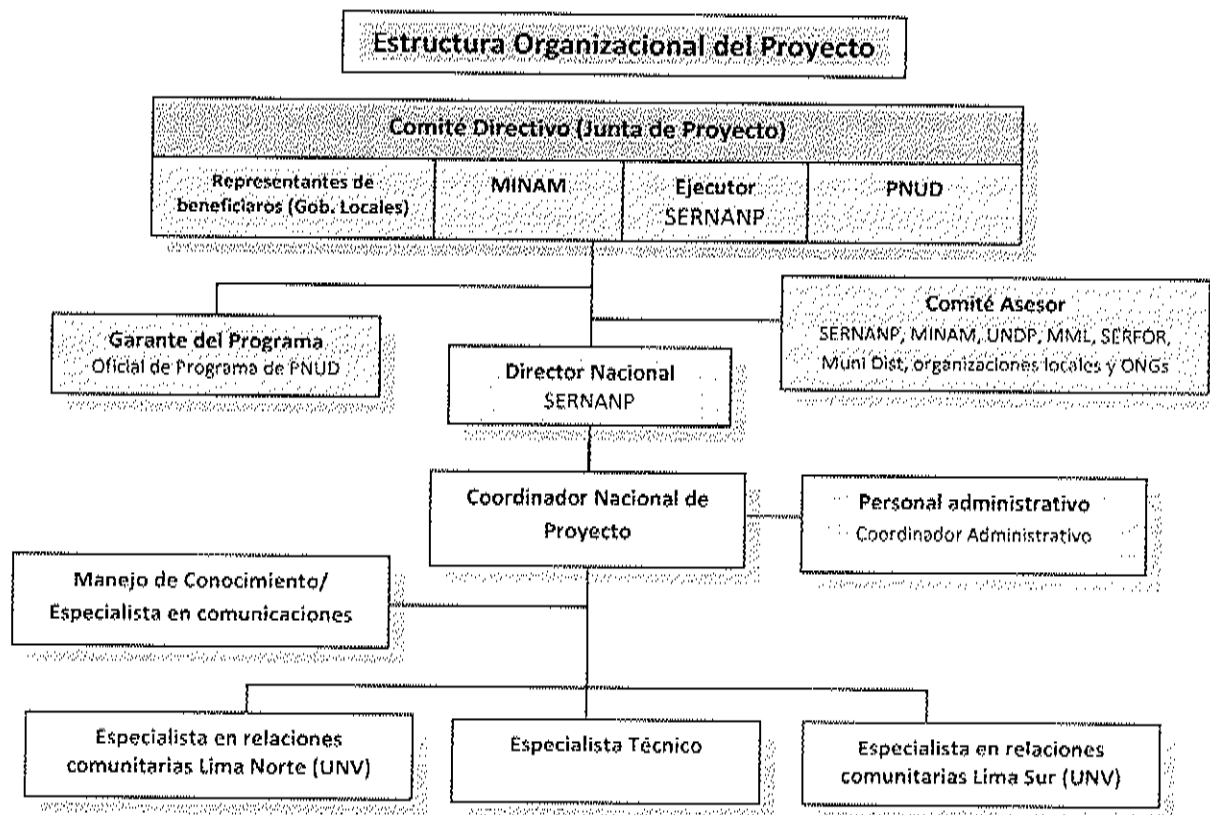 Estructura Organizacional del Proyecto
Comité Directivo (Junta de Proyecto)
Representantes de
beneficiaros (Gob. Locales)
MINAM
Ejecutor
SERNANP
PNUD
Garante del Programa
Oficial de Programa de PNUD
Comité Asesor
SERNANP, MINAM, UNDP, MML, SERFOR,
Muni Dist, organizaciones locales y ONGs
Director Nacional
SERNANP
Coordinador Nacional de
Proyecto
Personal administrativo
Coordinador Administrativo
Manejo de Conocimiento/
Especialista en comunicaciones
Especialista en relaciones
comunitarias Lima Norte (UNV)
Especialista Técnico
Especialista en relaciones
comunitarias Lima Sur (UNV)